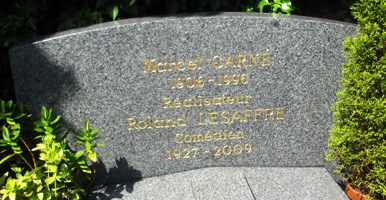 Marcel CARNÉ
1906-1996
Réalisateur
Roland LESAFFRE
Comédien
1927-2009